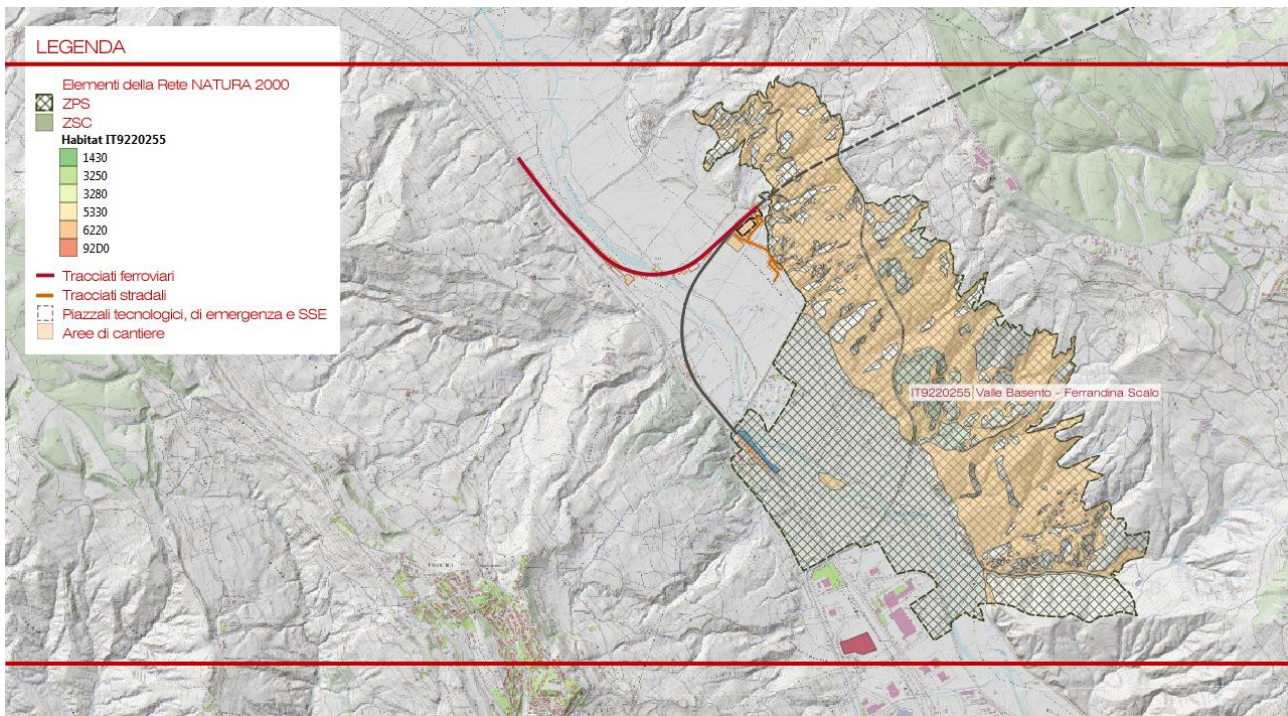 LEGENDA
Elementi della Rete NATURA 2000
ZPS
ZSC
Habitat IT9220255
1430
3250
3280
5330
6220
92D0
Tracciati ferroviari
Tracciati stradali
Piazzali tecnologici, di emergenza e SSE
Aree di cantiere
IT9220255 Valle Basento - Ferrandina Scalo